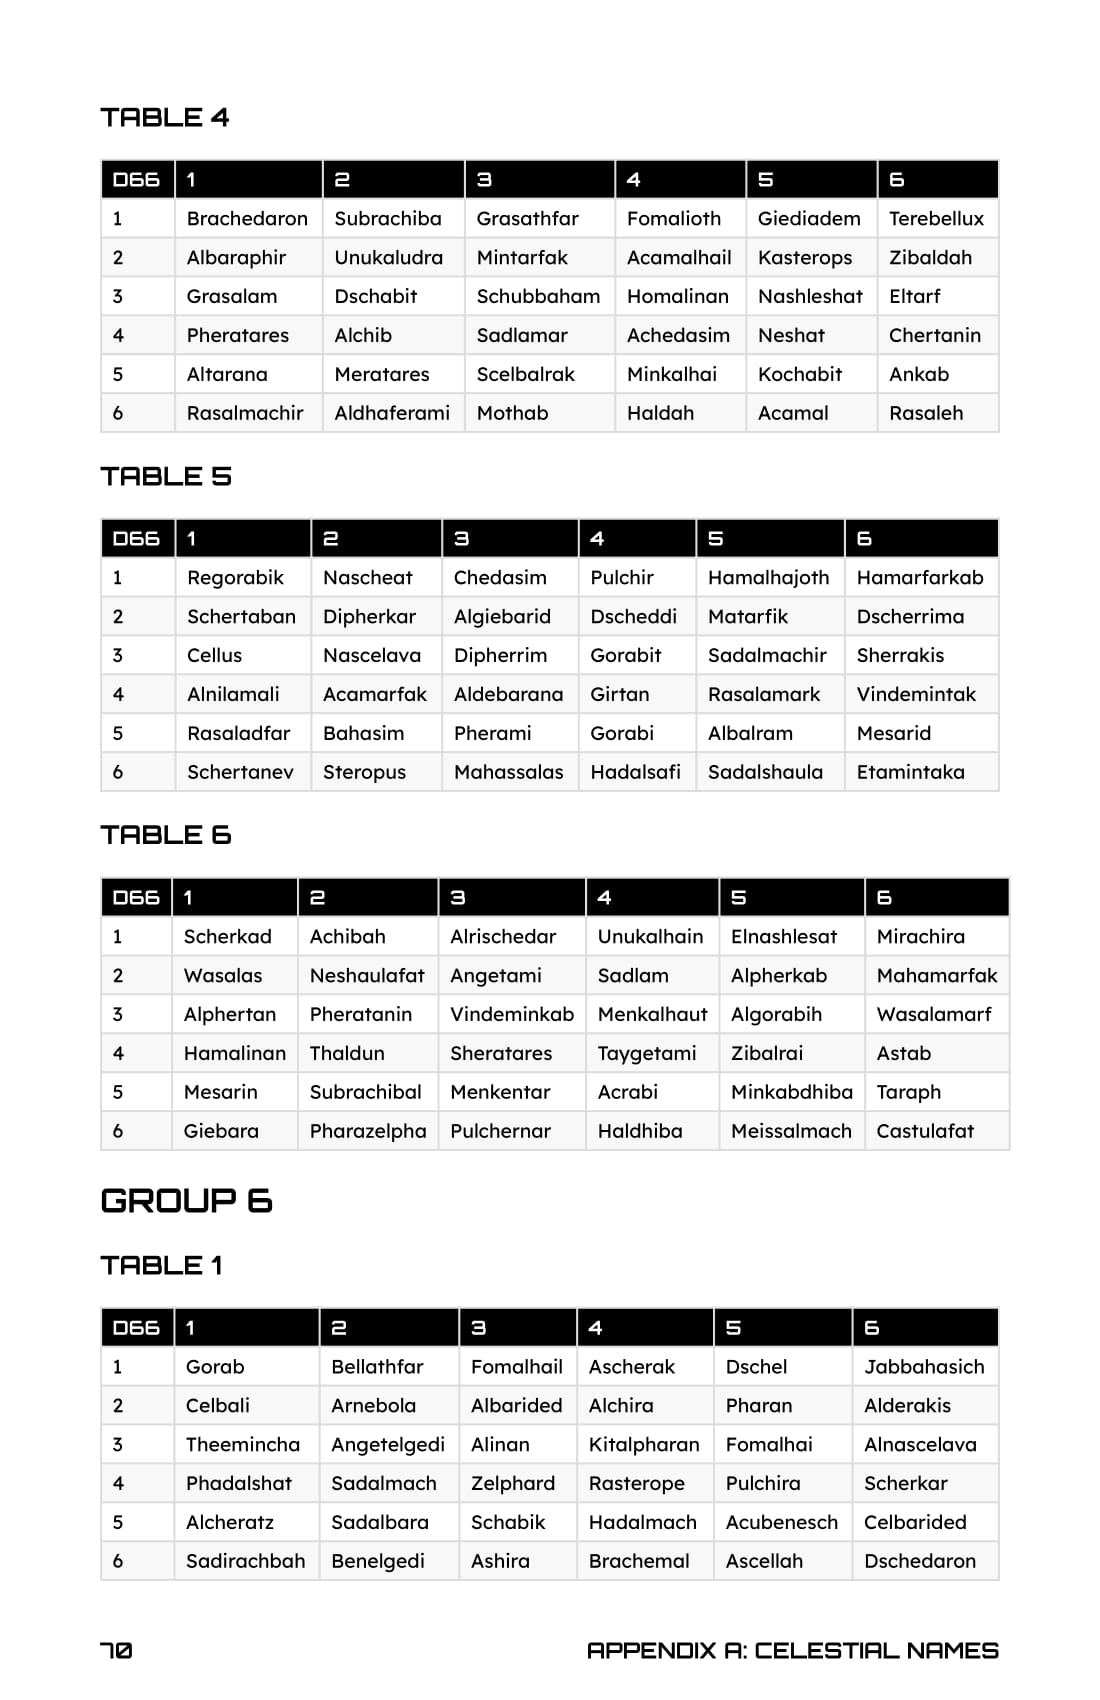 TABLE 4
D66 1 2 3 4 5 6
1 Brachedaron Subrachiba Grasathfar Fomalioth Giediadem Terebellux
2 Albaraphir Unukaludra Mintarfak Acamalhail Kasterops Zibaldah
3 Grasalam Dschabit Schubbaham Homalinan Nashleshat Eltarf
4 Pheratares Alchib Sadlamar Achedasim Neshat Chertanin
5 Altarana Meratares Scelbalrak Minkalhai Kochabit Ankab
6 Rasalmachir Aldhaferami Mothab Haldah Acamal Rasaleh
TABLE 5
D66 1 2 3 4 5 6
1 Regorabik Nascheat Chedasim Pulchir Hamalhajoth Hamarfarkab
2 Schertaban Dipherkar Algiebarid Dscheddi Matarfik Dscherrima
3 Cellus Nascelava Dipherrim Gorabit Sadalmachir Sherrakis
4 Alnilamali Acamarfak Aldebarana Girtan Rasalamark Vindemintak
5 Rasaladfar Bahasim Pherami Gorabi Albalram Mesarid
6 Schertanev Steropus Mahassalas Hadalsafi Sadalshaula Etamintaka
TABLE 6
D66 1 2 3 4 5 6
1 Scherkad Achibah Alrischedar Unukalhain Elnashlesat Mirachira
2 Wasalas Neshaulafat Angetami Sadlam Alpherkab Mahamarfak
3 Alphertan Pheratanin Vindeminkab Menkalhaut Algorabih Wasalamarf
4 Hamalinan Thaldun Sheratares Taygetami Zibalrai Astab
5 Mesarin Subrachibal Menkentar Acrabi Minkabdhiba Taraph
6 Giebara Pharazelpha Pulchernar Haldhiba Meissalmach Castulafat
GROUP 6
TABLE 1
D66 1 2 3 4 5 6
1 Gorab Bellathfar Fomalhail Ascherak Dschel Jabbahasich
2 Celbali Arnebola Albarided Alchira Pharan Alderakis
3 Theemincha Angetelgedi Alinan Kitalpharan Fomalhai Alnascelava
4 Phadalshat Sadalmach Zelphard Rasterope Pulchira Scherkar
5 Alcheratz Sadalbara Schabik Hadalmach Acubenesch Celbarided
6 Sadirachbah Benelgedi Ashira Brachemal Ascellah Dschedaron
70 APPENDIX A: CELESTIAL NAMES